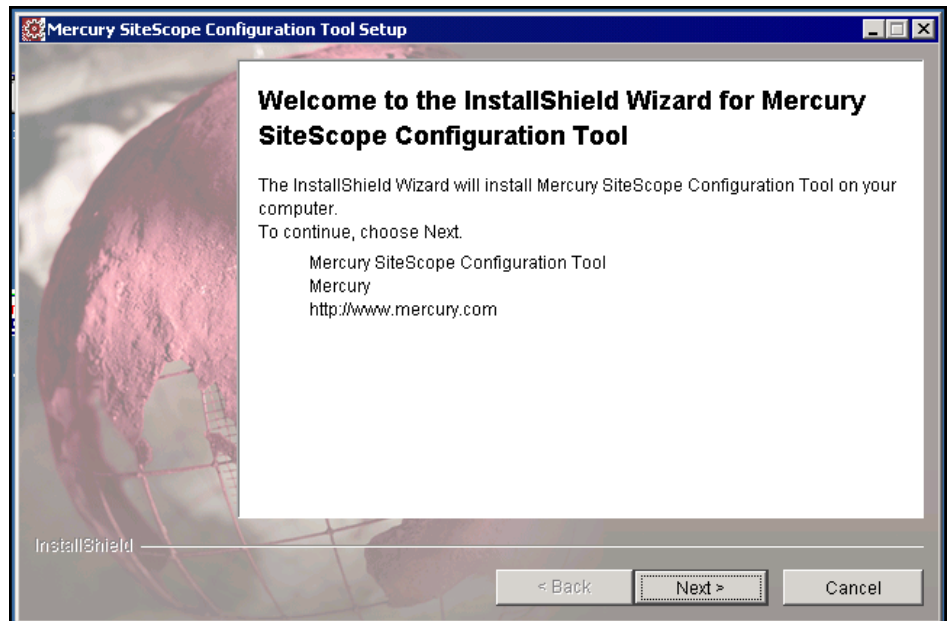 Mercury SiteScope Configuration Tool Setup
Welcome to the InstallShield Wizard for Mercury
SiteScope Configuration Tool
The InstallShield Wizard will install Mercury SiteScope Configuration Tool on your
computer.
To continue, choose Next.
Mercury SiteScope Configuration Tool
Mercury
http://www.mercury.com
InstallShield
< Back
Next >
Cancel